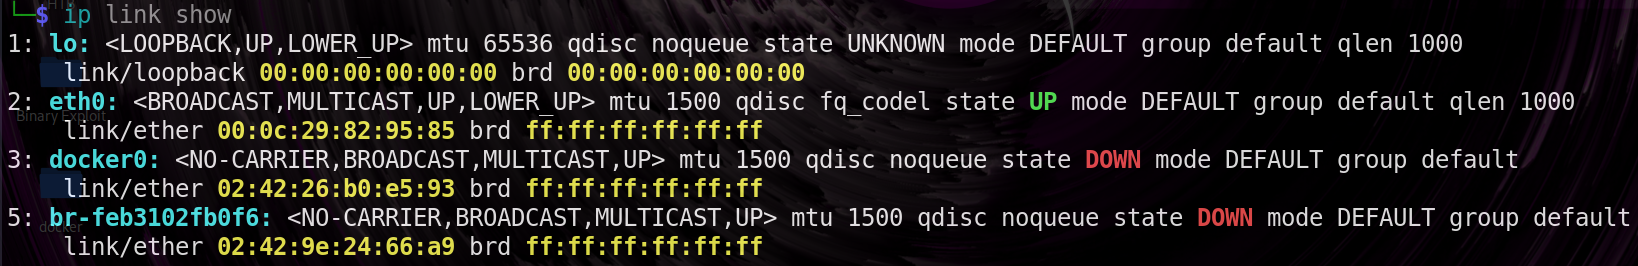 $ ip link show
1: lo: <LOOPBACK,UP,LOWER_UP> mtu 65536 qdisc noqueue state UNKNOWN mode DEFAULT group default qlen 1000
link/loopback 00:00:00:00:00:00 brd 00:00:00:00:00:00
2: eth0: <BROADCAST,MULTICAST,UP,LOWER_UP> mtu 1500 qdisc fq_codel state UP mode DEFAULT group default qlen 1000
Binary Exploit
link/ether 00:0c:29:82:95:85 brd ff:ff:ff:ff:ff:ff
3: docker0: <NO-CARRIER,BROADCAST,MULTICAST,UP> mtu 1500 qdisc noqueue state DOWN mode DEFAULT group default
link/ether 02:42:26:b0:e5:93 brd ff:ff:ff:ff:ff:ff
5: br-feb3102fb0f6: <NO-CARRIER,BROADCAST,MULTICAST,UP> mtu 1500 qdisc noqueue state DOWN mode DEFAULT group default
docker
link/ether 02:42:9e:24:66:a9 brd ff:ff:ff:ff:ff:ff